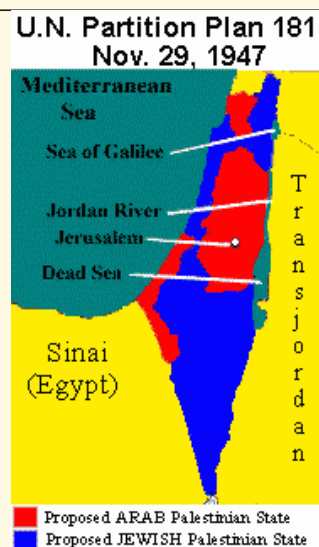 U.N. Partition Plan 181
Nov. 29, 1947
Mediterranean
Sea
Sea of Galilee
Jordan River
Jerusalem
Dead Sea
Transjordan
Sinai
(Egypt)
Proposed ARAB Palestinian State
Proposed JEWISH Palestinian State